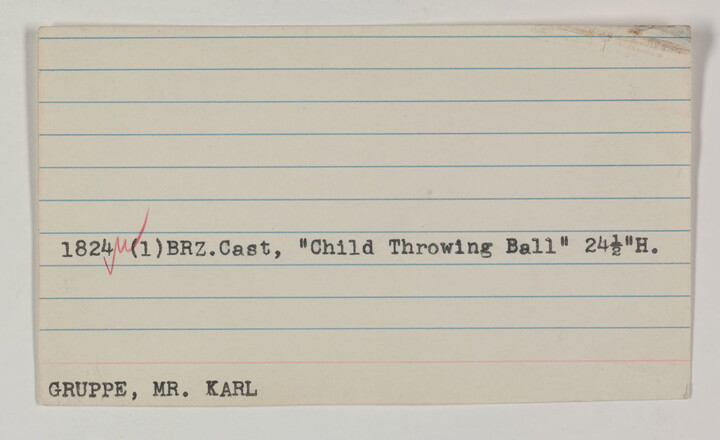 1824 (1)BRZ.Cast, "Child Throwing Ball" 24½"H.
GRUPPE, MR. KARL